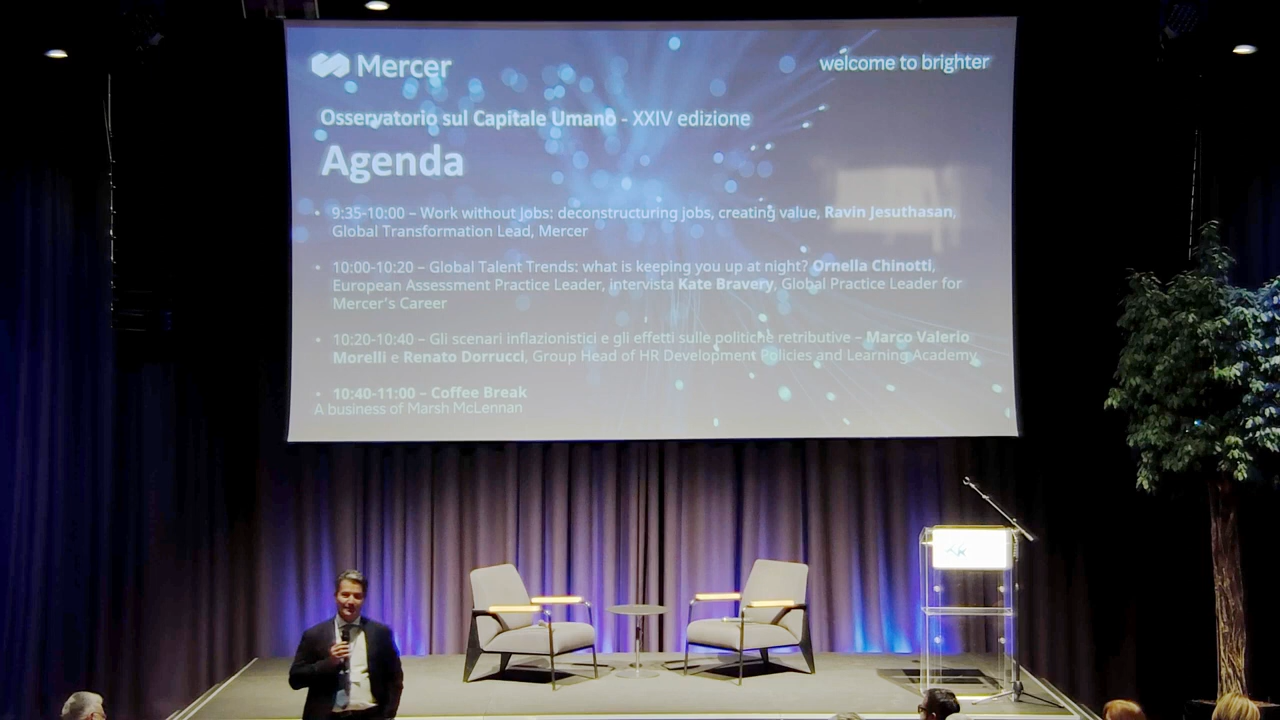 Mercer
welcome to brighter
Osservatorio sul Capitale Umano - XXIV edizione
Agenda
• 9:35-10:00 – Work without jobs: deconstructing jobs, creating value, Ravin Jesuthasan,
Global Transformation Lead, Mercer
• 10:00-10:20 – Global Talent Trends: what is keeping you up at night? Ornella Chinotti,
European Assessment Practice Leader, intervista Kate Bravery, Global Practice Leader for
Mercer's Career
• 10:20-10:40 – Gli scenari inflazionistici e gli effetti sulle politiche retributive – Marco Valerio
Morelli e Renato Dorrucci, Group Head of HR Development Policies and Learning Academy
• 10:40-11:00 – Coffee Break
A business of Marsh McLennan